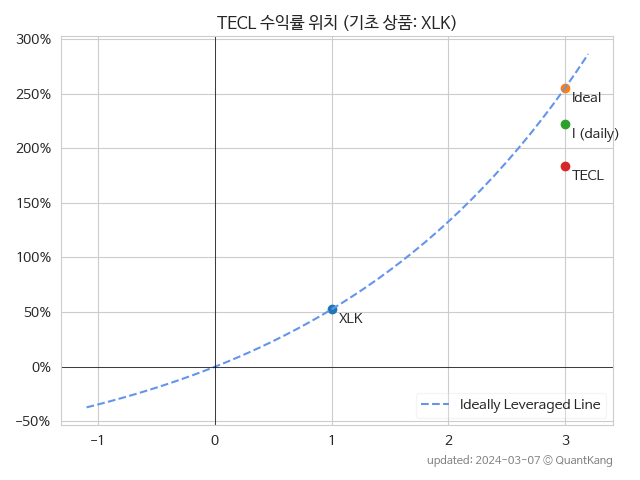 TECL 수익률 위치 (기초 상품: XLK)
300%
250%
200%
150%
100%
50%
0%
−50%
Ideal
I (daily)
TECL
XLK
Ideally Leveraged Line
−1 0 1 2 3
updated: 2024-03-07 © QuantKang